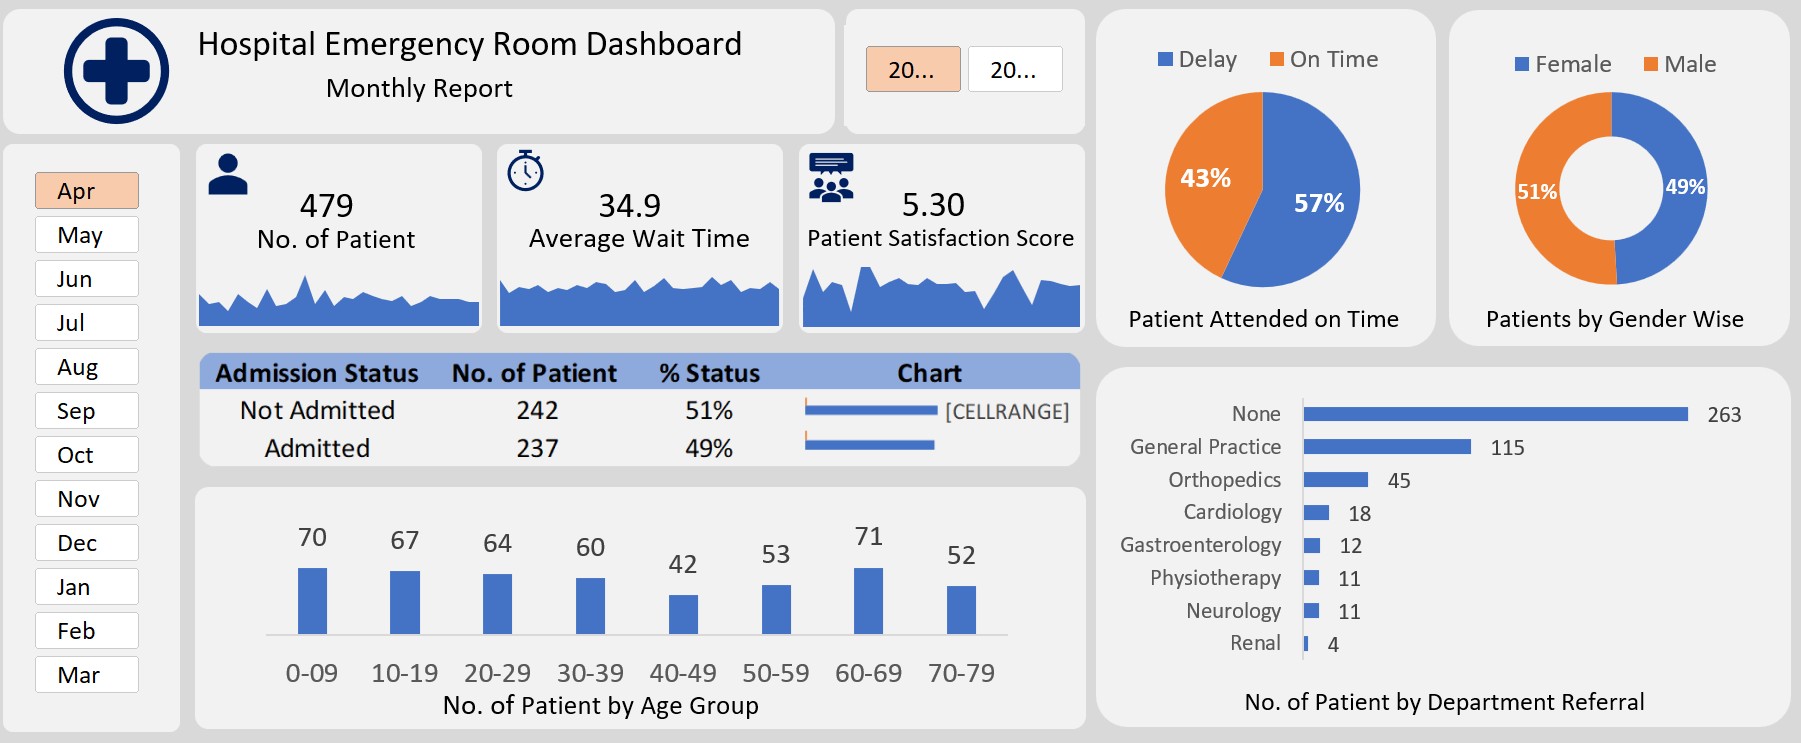 Hospital Emergency Room Dashboard
Monthly Report
20...
20...
Apr
May
Jun
Jul
Aug
Sep
Oct
Nov
Dec
Jan
Feb
Mar
479
No. of Patient
34.9
Average Wait Time
5.30
Patient Satisfaction Score
Admission Status No. of Patient % Status Chart
Not Admitted 242 51% [CELLRANGE]
Admitted 237 49%
70 67 64 60 42 53 71 52
0-09 10-19 20-29 30-39 40-49 50-59 60-69 70-79
No. of Patient by Age Group
Delay On Time
43% 57%
Patient Attended on Time
Female Male
51% 49%
Patients by Gender Wise
None 263
General Practice 115
Orthopedics 45
Cardiology 18
Gastroenterology 12
Physiotherapy 11
Neurology 11
Renal 4
No. of Patient by Department Referral